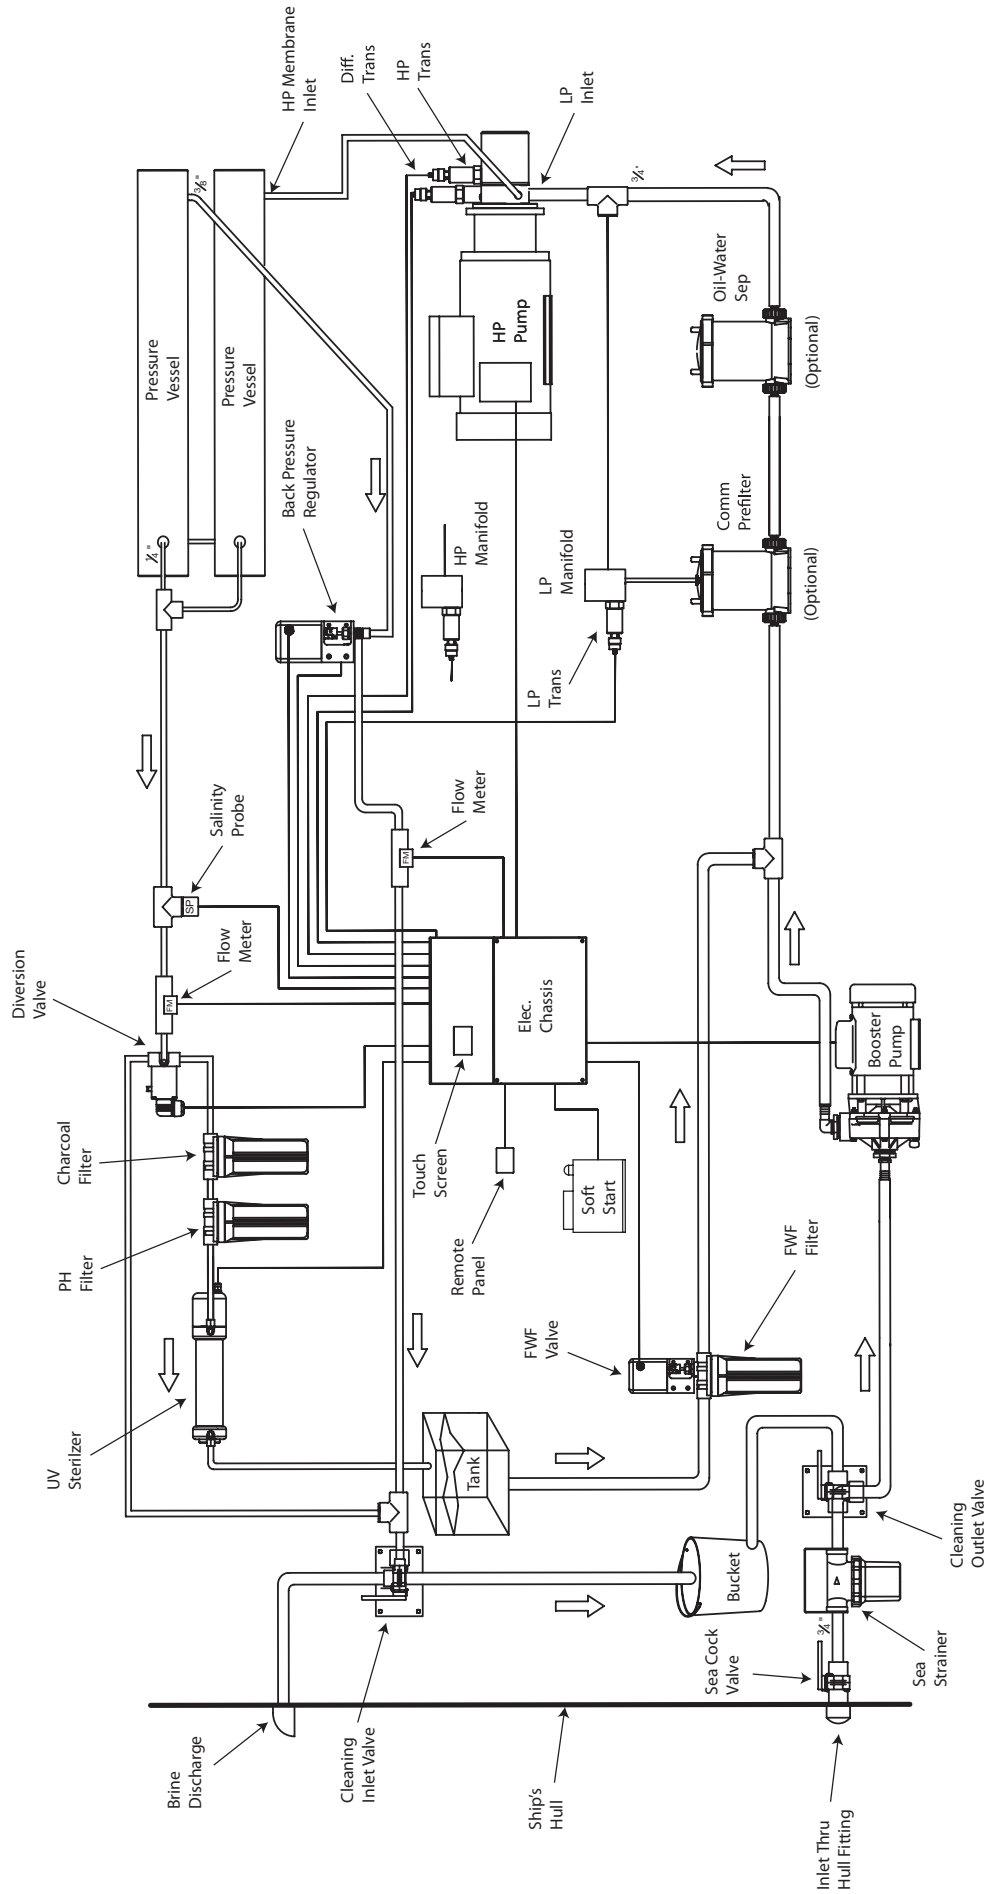 HP Membrane
Inlet
Diff.
Trans
HP
Trans
LP
Inlet
3/8"
3/4"
Pressure
Vessel
Pressure
Vessel
HP
Pump
Oil-Water
Sep
(Optional)
1/4"
Back Pressure
Regulator
HP
Manifold
LP
Manifold
LP
Trans
Comm
Prefilter
(Optional)
Salinity
Probe
SP
Flow
Meter
FM
Flow
Meter
FM
Diversion
Valve
Elec.
Chassis
Touch
Screen
Remote
Panel
Soft
Start
Booster
Pump
Charcoal
Filter
PH
Filter
UV
Sterilzer
FWF
Valve
FWF
Filter
Tank
Bucket
Cleaning
Outlet Valve
Sea Cock
Valve
3/4"
Sea
Strainer
Brine
Discharge
Cleaning
Inlet Valve
Ship's
Hull
Inlet Thru
Hull Fitting